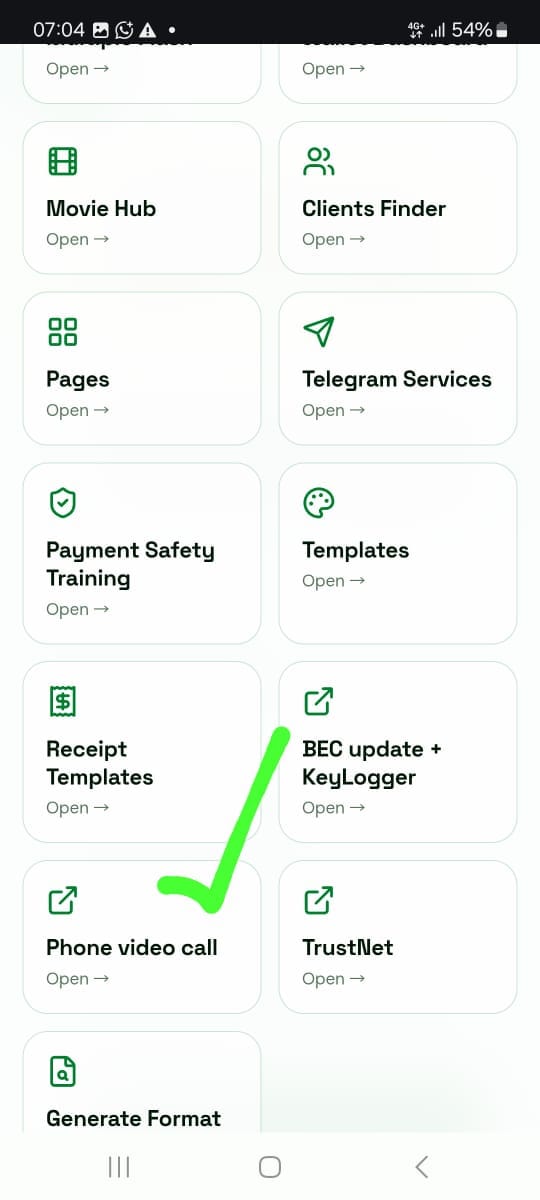 07:04
4G+
54%
Open →
Open →
Movie Hub
Open →
Clients Finder
Open →
Pages
Open →
Telegram Services
Open →
Payment Safety
Training
Open →
Templates
Open →
Receipt
Templates
Open →
BEC update +
KeyLogger
Open →
Phone video call
Open →
TrustNet
Open →
Generate Format